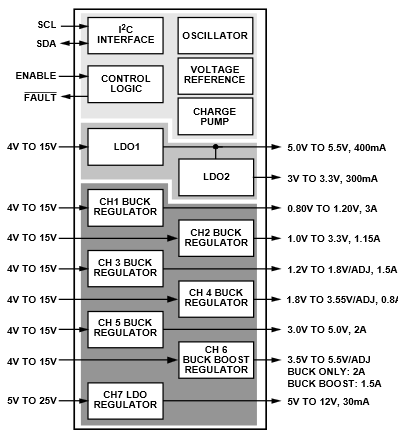 SCL
SDA
I²C
INTERFACE
OSCILLATOR
ENABLE
FAULT
CONTROL
LOGIC
VOLTAGE
REFERENCE
CHARGE
PUMP
4V TO 15V
LDO1
5.0V TO 5.5V, 400mA
LDO2
3V TO 3.3V, 300mA
4V TO 15V
CH1 BUCK
REGULATOR
0.80V TO 1.20V, 3A
4V TO 15V
CH2 BUCK
REGULATOR
1.0V TO 3.3V, 1.15A
4V TO 15V
CH 3 BUCK
REGULATOR
1.2V TO 1.8V/ADJ, 1.5A
4V TO 15V
CH 4 BUCK
REGULATOR
1.8V TO 3.55V/ADJ, 0.8A
4V TO 15V
CH 5 BUCK
REGULATOR
3.0V TO 5.0V, 2A
4V TO 15V
CH 6
BUCK BOOST
REGULATOR
3.5V TO 5.5V/ADJ
BUCK ONLY: 2A
BUCK BOOST: 1.5A
5V TO 25V
CH7 LDO
REGULATOR
5V TO 12V, 30mA